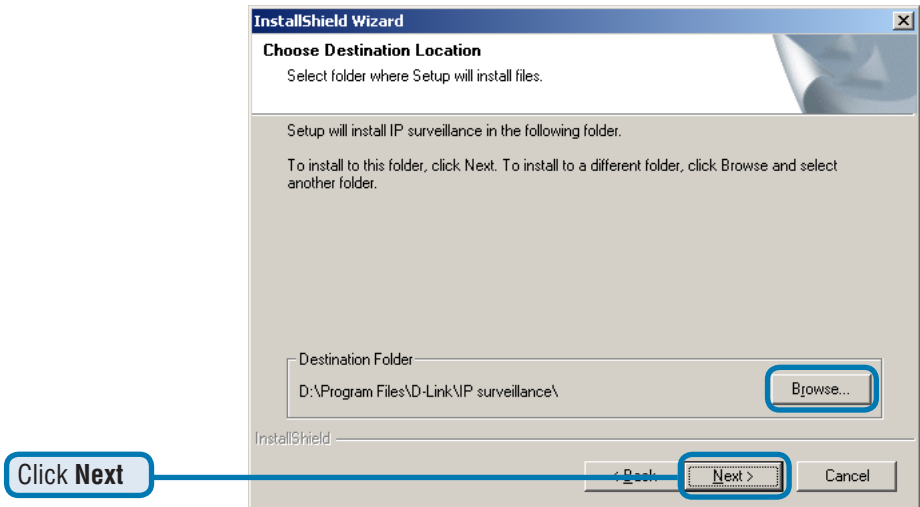 InstallShield Wizard
Choose Destination Location
Select folder where Setup will install files.
Setup will install IP surveillance in the following folder.
To install to this folder, click Next. To install to a different folder, click Browse and select
another folder.
Destination Folder
D:\Program Files\D-Link\IP surveillance\
Browse...
InstallShield
Click Next
< Back
Next >
Cancel